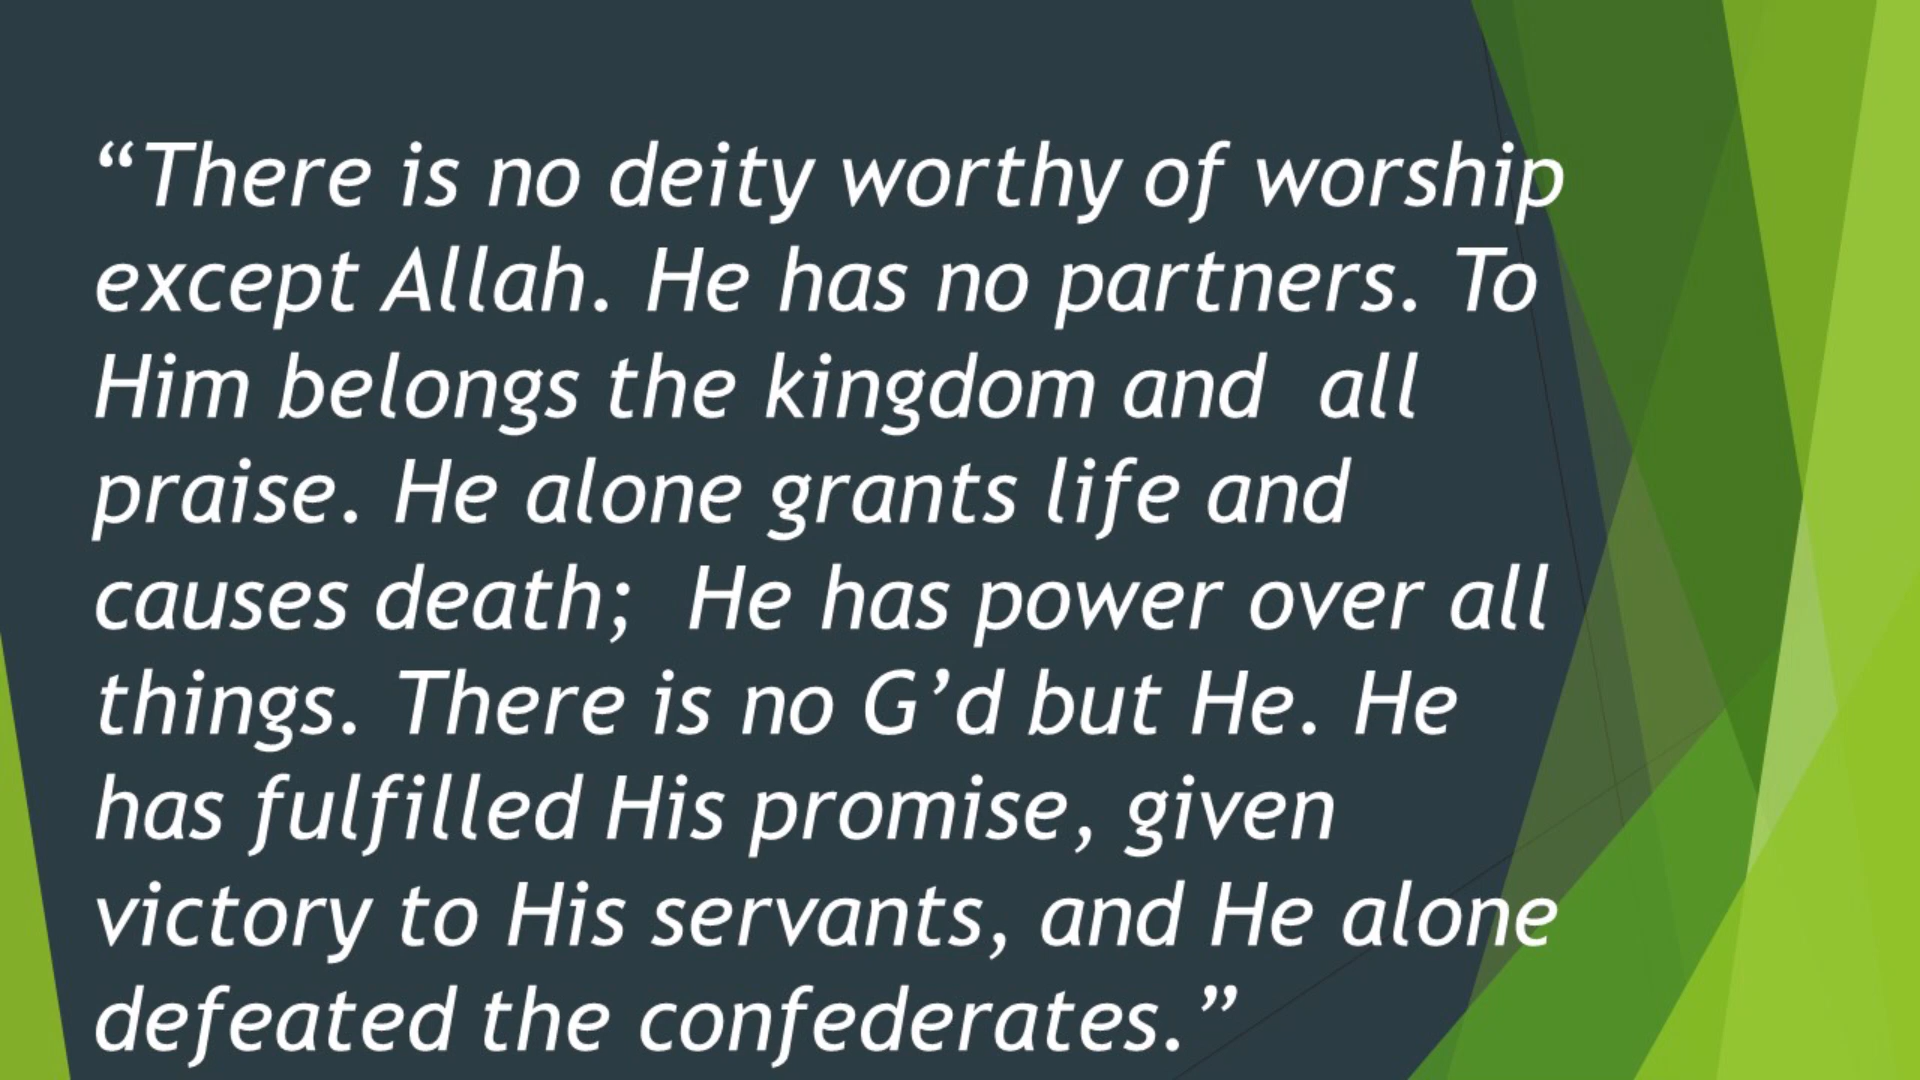 “There is no deity worthy of worship
except Allah. He has no partners. To
Him belongs the kingdom and  all
praise. He alone grants life and
causes death;  He has power over all
things. There is no G’d but He. He
has fulfilled His promise, given
victory to His servants, and He alone
defeated the confederates.”